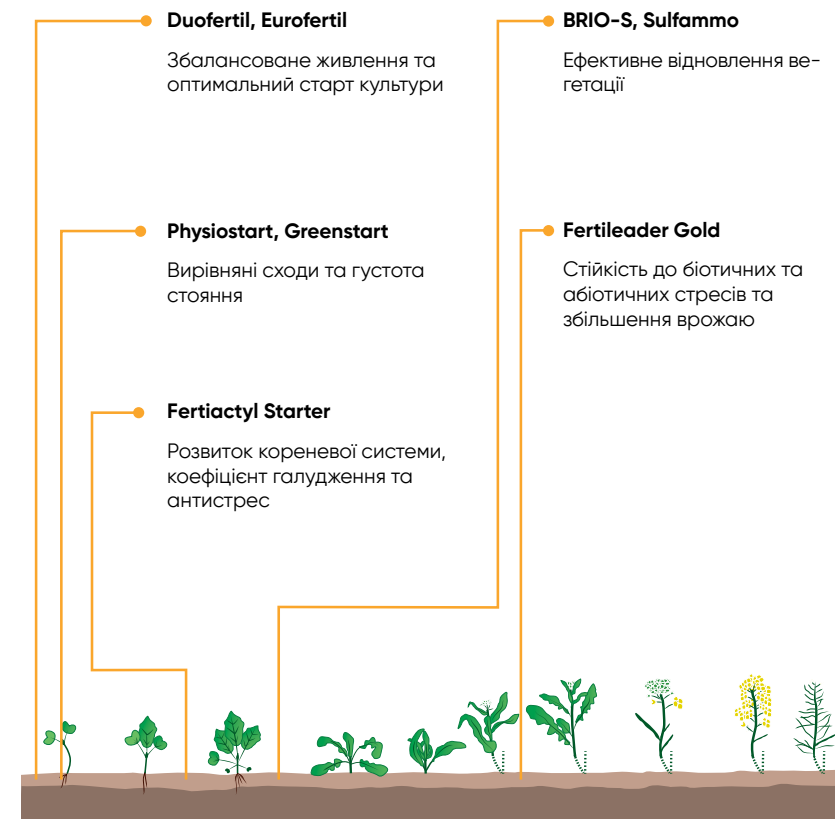 Duofertil, Eurofertil
Збалансоване живлення та
оптимальний старт культури
Physiostart, Greenstart
Вирівняні сходи та густота
стояння
Fertiactyl Starter
Розвиток кореневої системи,
коефіцієнт галудження та
антистрес
BRIO-S, Sulfammo
Ефективне відновлення ве-
гетації
Fertileader Gold
Стійкість до біотичних та
абіотичних стресів та
збільшення врожаю